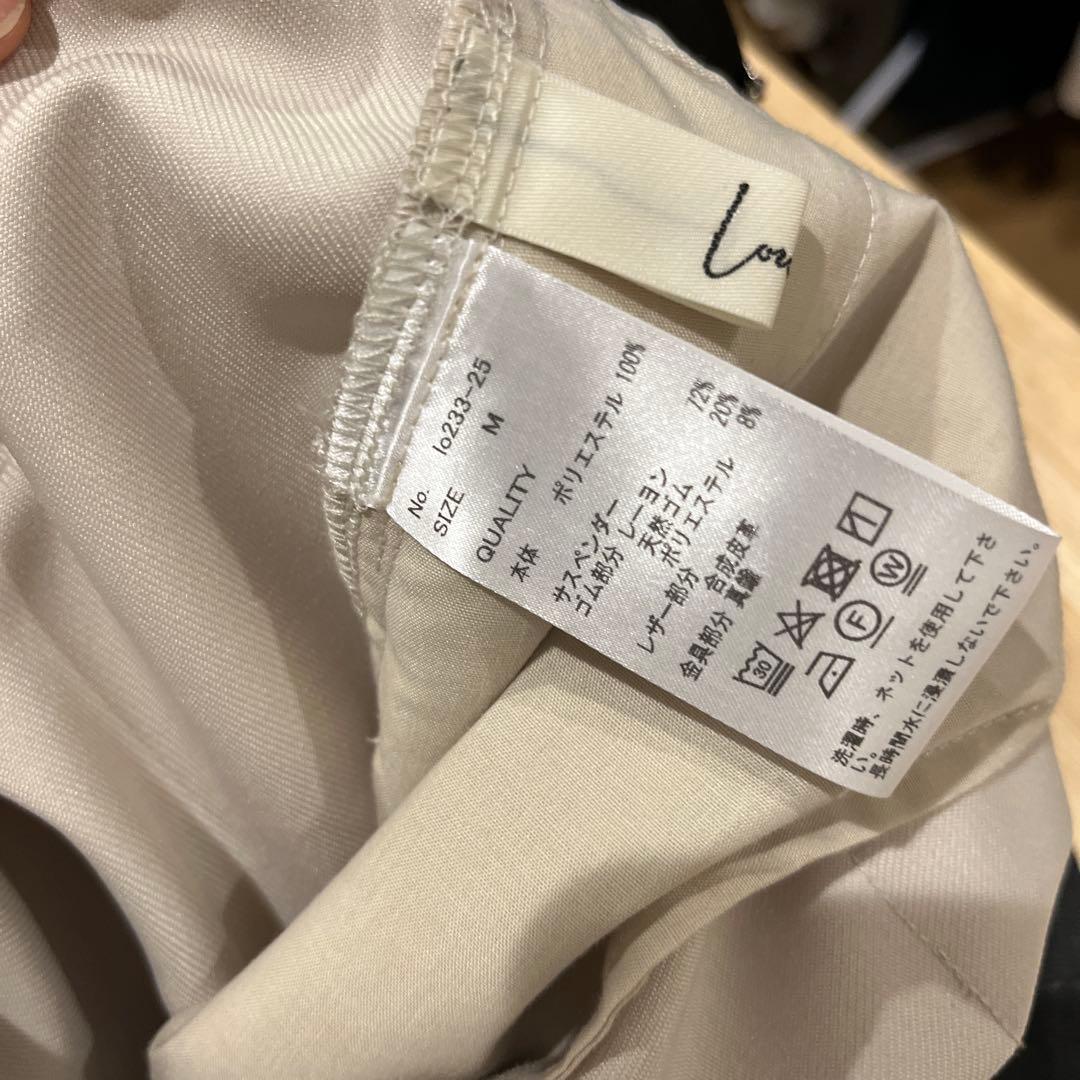 No. lo233-25
SIZE M
QUALITY
本体 ポリエステル 100%
サスペンダー
ゴム部分 レーヨン 72%
天然ゴム 20%
ポリエステル 8%
レザー部分 合成皮革
金具部分 真鍮
30
F
W
洗濯時、ネットを使用して下さ
い。
長時間水に浸漬しないで下さい。